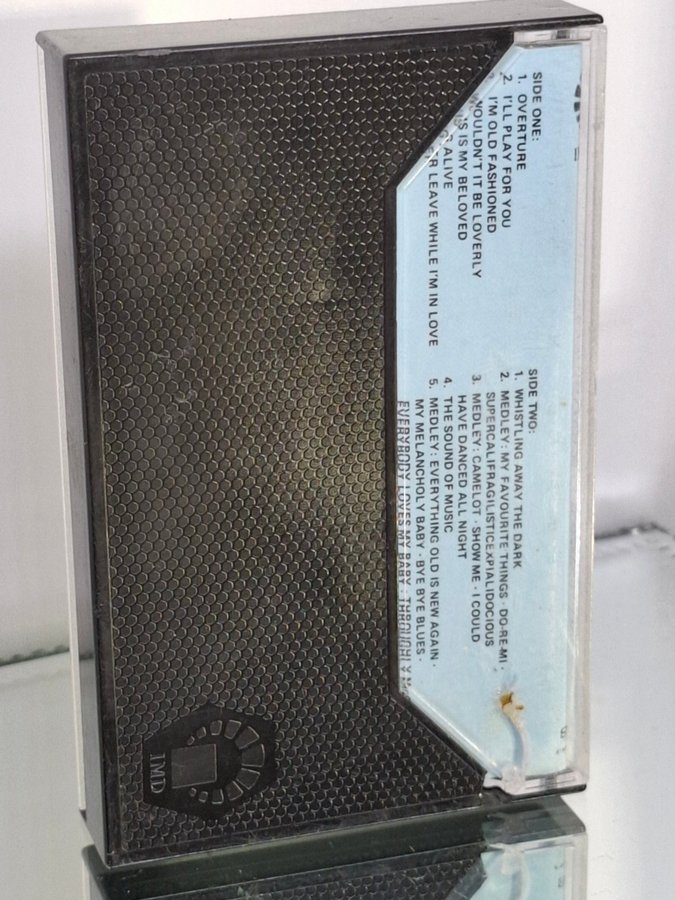 SIDE ONE:
1. OVERTURE
2. I'LL PLAY FOR YOU
I'M OLD FASHIONED
WOULDN'T IT BE LOVERLY
IS MY BELOVED
ALIVE
LEAVE WHILE I'M IN LOVE
SIDE TWO:
1. WHISTLING AWAY THE DARK
2. MEDLEY: MY FAVOURITE THINGS · DO-RE-MI ·
SUPERCALIFRAGILISTICEXPIALIDOCIOUS
3. MEDLEY: CAMELOT · SHOW ME · I COULD
HAVE DANCED ALL NIGHT
4. THE SOUND OF MUSIC
5. MEDLEY: EVERYTHING OLD IS NEW AGAIN ·
MY MELANCHOLY BABY · BYE BYE BLUES ·
EVERYBODY LOVES MY BABY · THROUGHLY
IMD